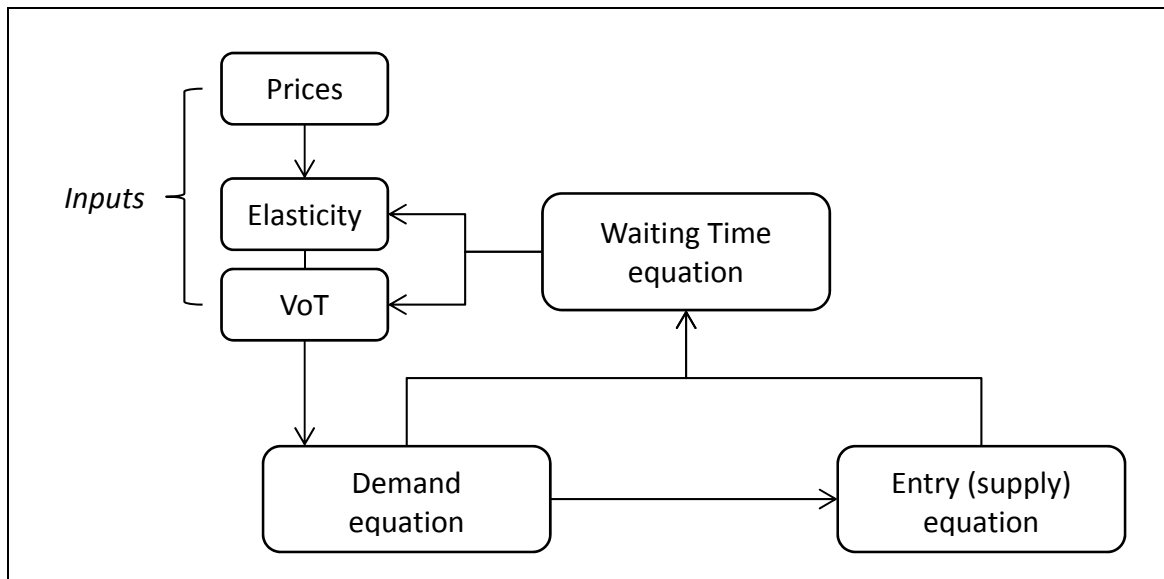 Prices
Inputs
Elasticity
Waiting Time
equation
VoT
Demand
equation
Entry (supply)
equation